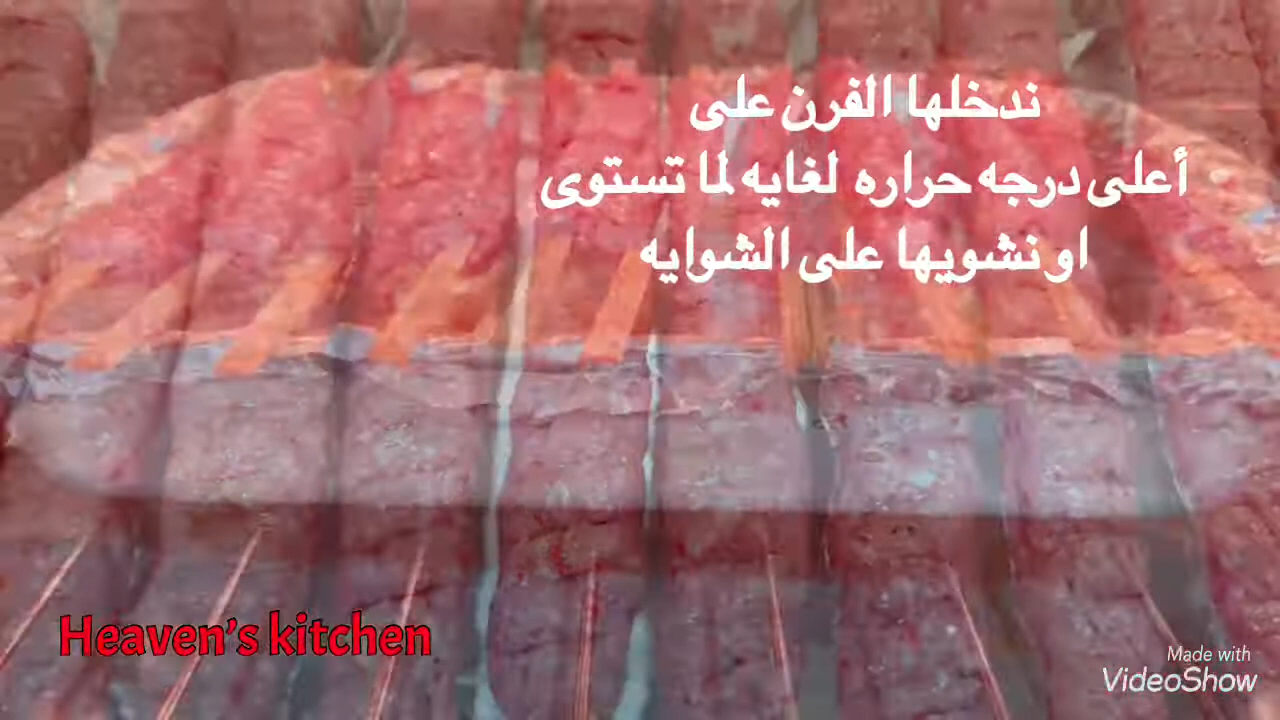 ندخلها الفرن على
أعلى درجه حراره لغايه لما تستوى
او نشويها على الشوايه
Heaven's kitchen
Made with
VideoShow